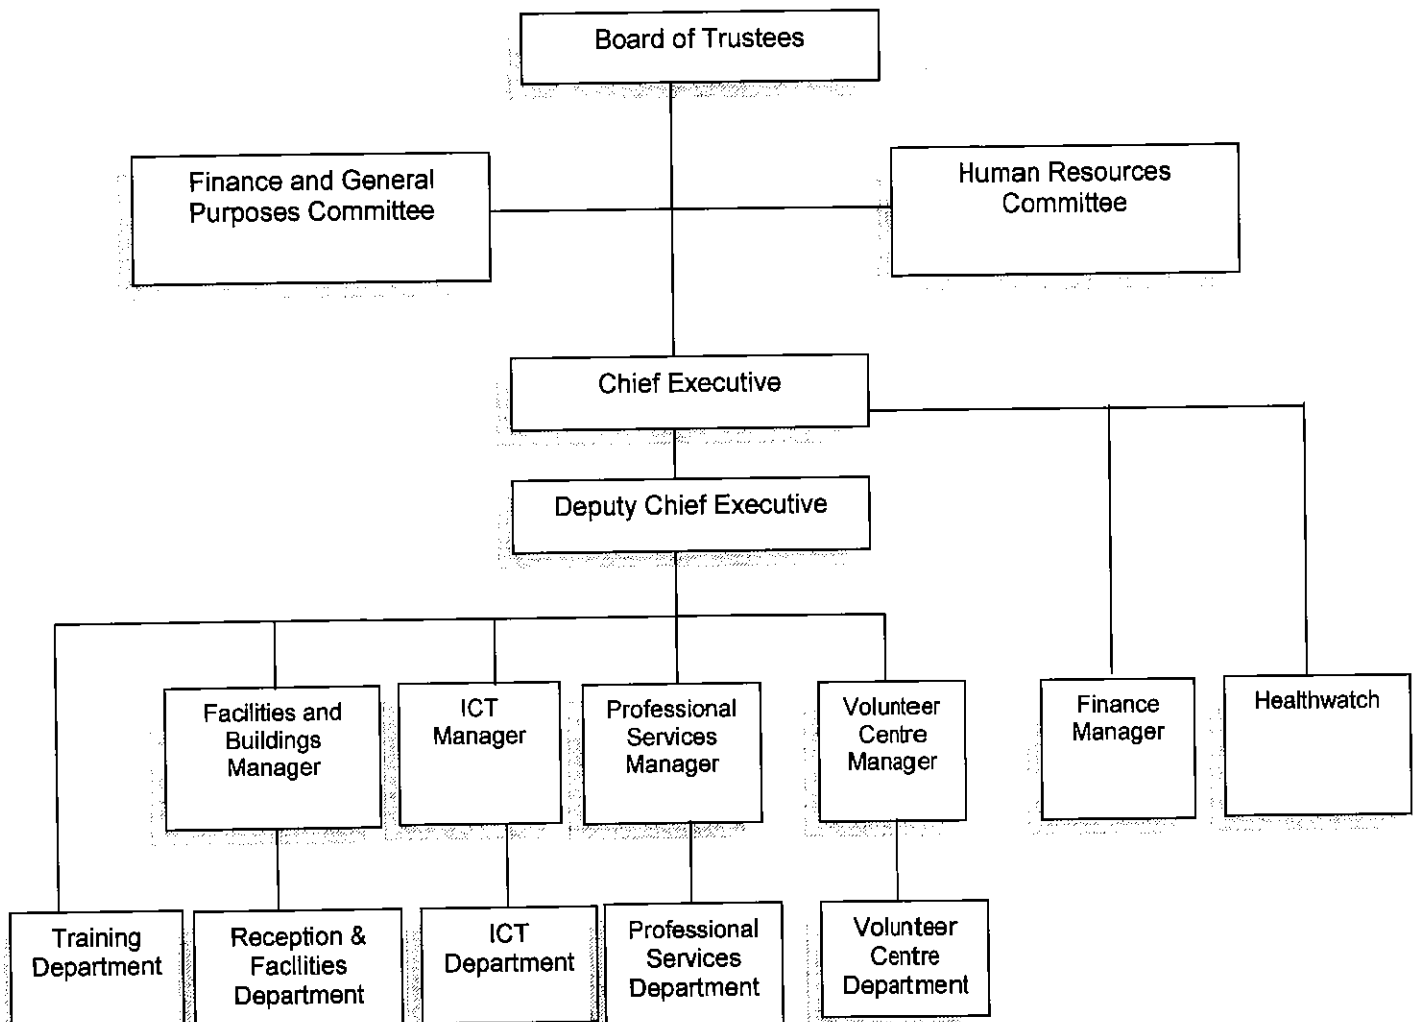 Board of Trustees
Finance and General
Purposes Committee
Human Resources
Committee
Chief Executive
Deputy Chief Executive
Facilities and
Buildings
Manager
ICT
Manager
Professional
Services
Manager
Volunteer
Centre
Manager
Finance
Manager
Healthwatch
Training
Department
Reception &
Facilities
Department
ICT
Department
Professional
Services
Department
Volunteer
Centre
Department